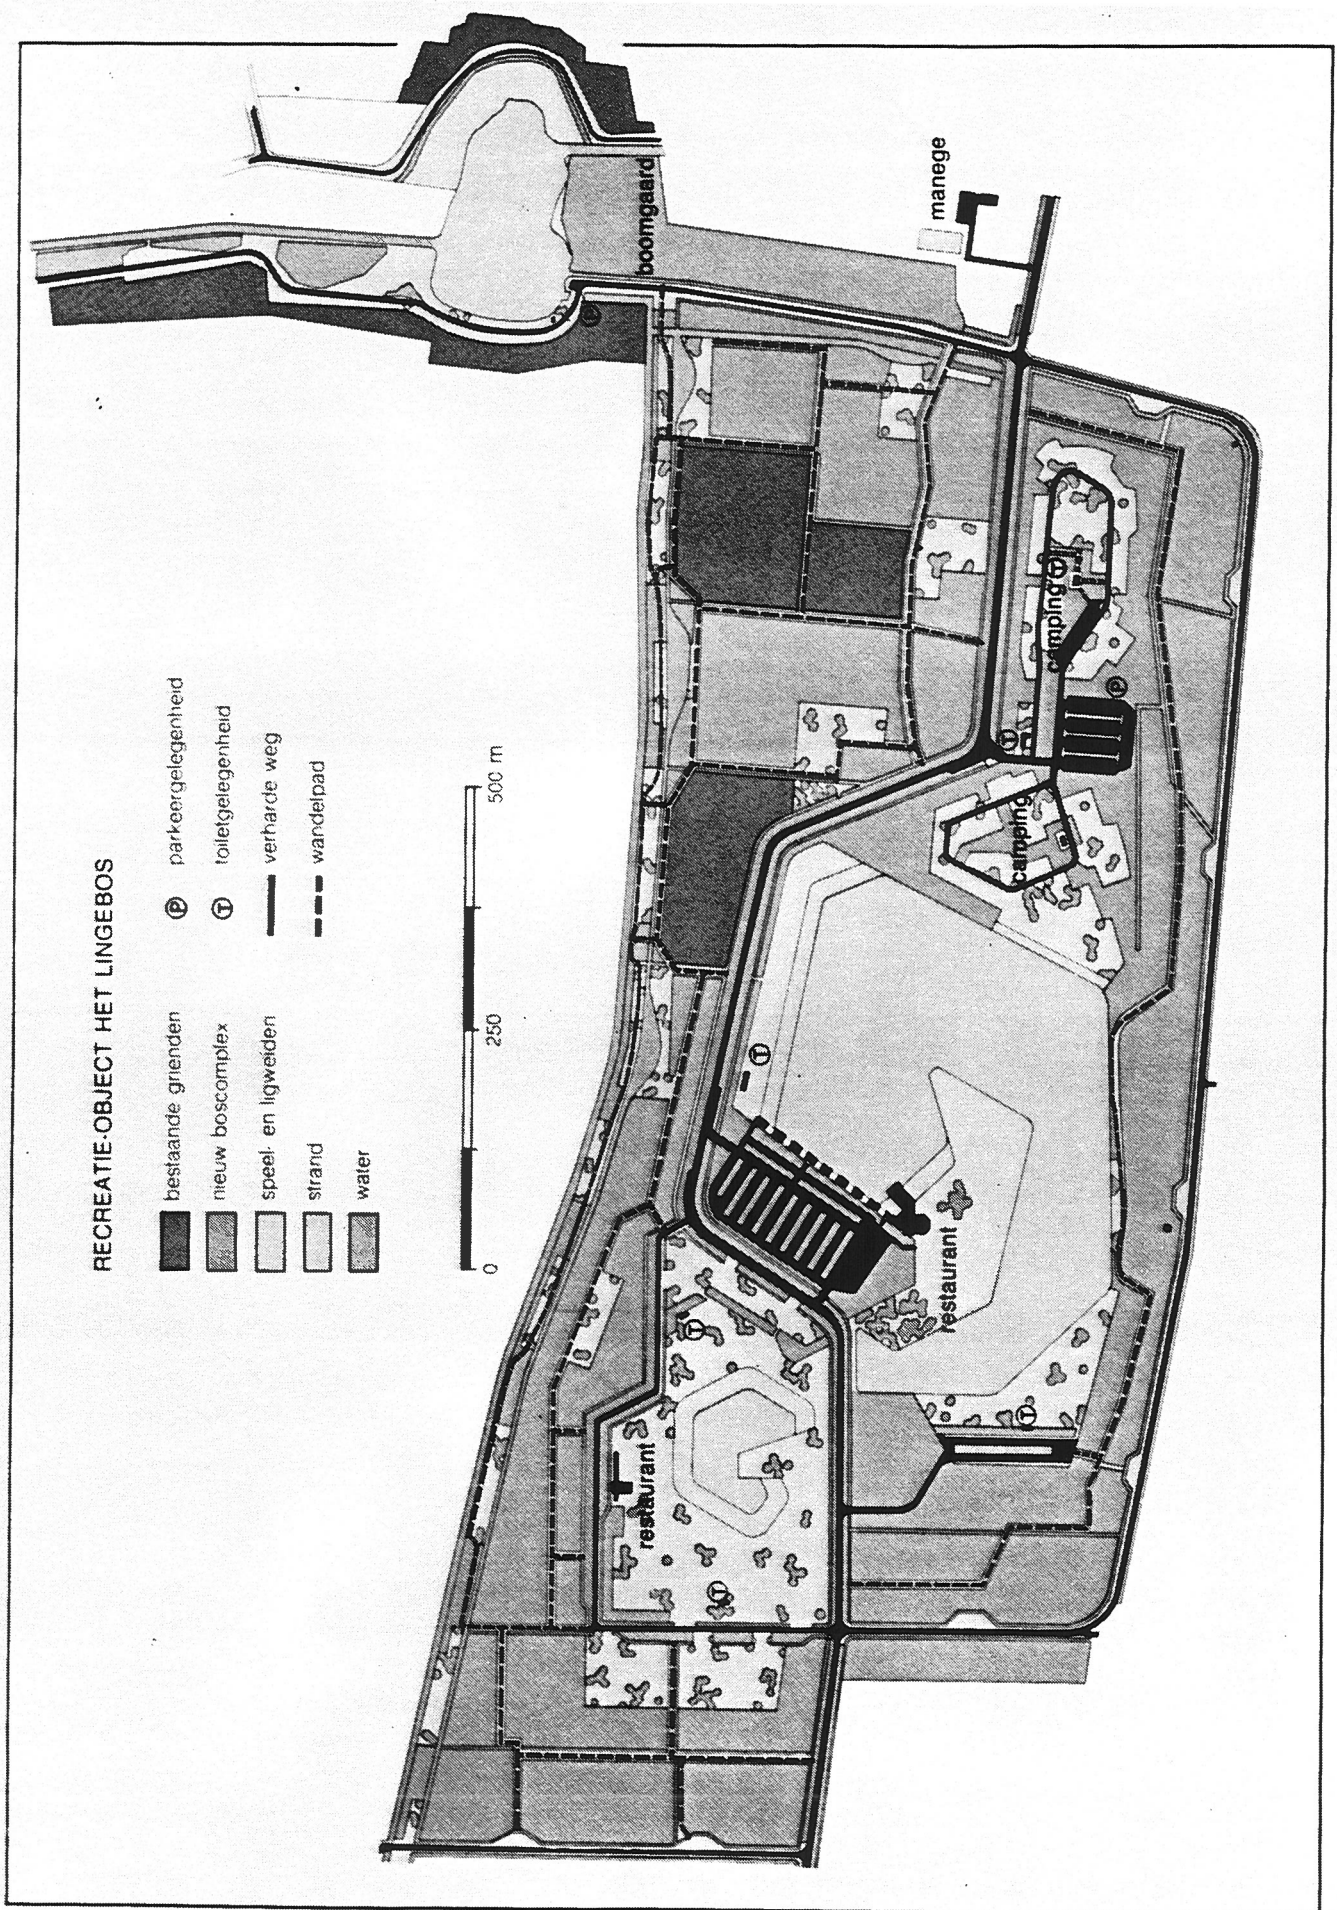 RECREATIE-OBJECT HET LINGEBOS
bestaande grienden
nieuw boscomplex
speel- en ligweiden
strand
water
P parkeergelegenheid
T toiletgelegenheid
verharde weg
wandelpad
0 250 500 m
boomgaard
manege
P
camping T
P
T
camping
T
restaurant
T
restaurant
T
T